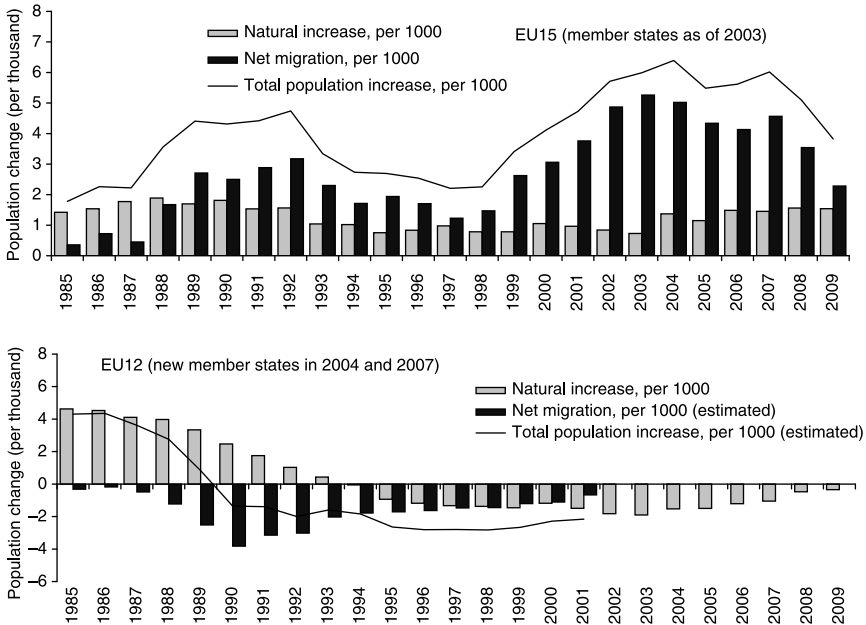 8
7
6
5
4
3
2
1
0
Population change (per thousand)
Natural increase, per 1000
Net migration, per 1000
Total population increase, per 1000
EU15 (member states as of 2003)
1985 1986 1987 1988 1989 1990 1991 1992 1993 1994 1995 1996 1997 1998 1999 2000 2001 2002 2003 2004 2005 2006 2007 2008 2009
8
6
4
2
0
−2
−4
−6
Population change (per thousand)
EU12 (new member states in 2004 and 2007)
Natural increase, per 1000
Net migration, per 1000 (estimated)
Total population increase, per 1000 (estimated)
1985 1986 1987 1988 1989 1990 1991 1992 1993 1994 1995 1996 1997 1998 1999 2000 2001 2002 2003 2004 2005 2006 2007 2008 2009